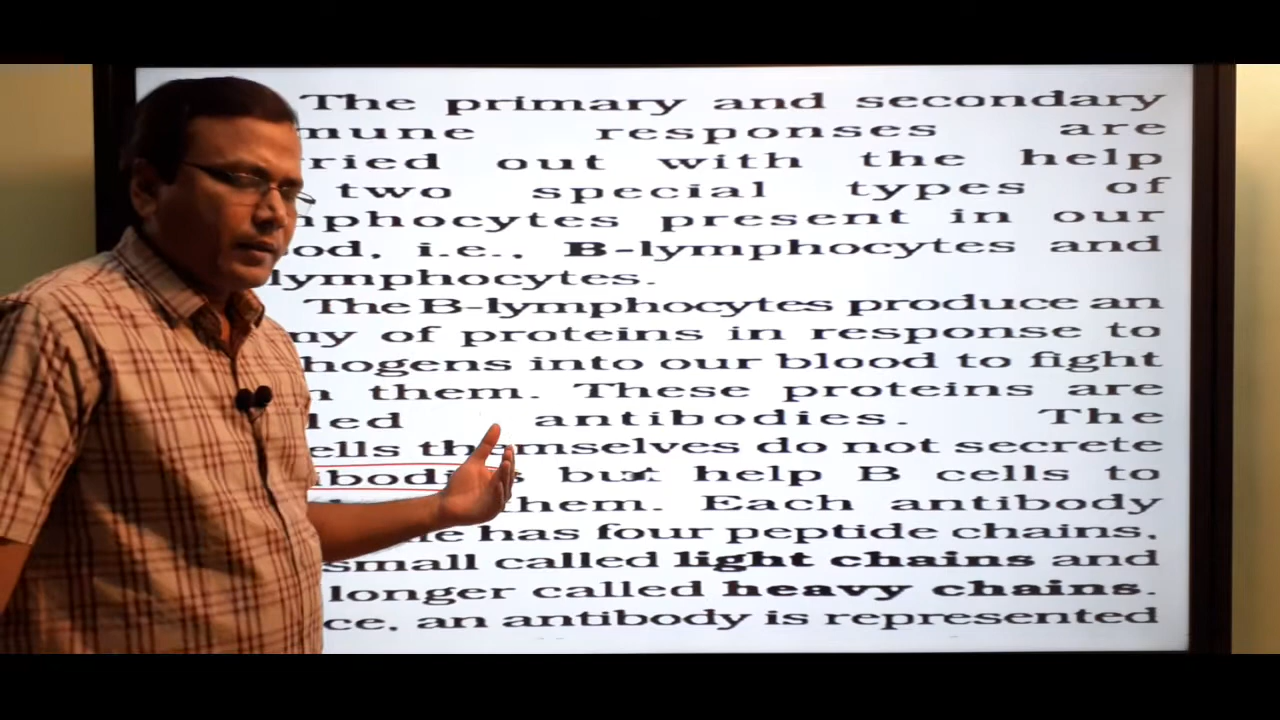 The primary and secondary
mune responses are
ried out with the help
two special types of
phocytes present in our
od, i.e., B-lymphocytes and
lymphocytes.
The B-lymphocytes produce an
my of proteins in response to
hogens into our blood to fight
them. These proteins are
led antibodies. The
ells themselves do not secrete
ibodies but help B cells to
them. Each antibody
has four peptide chains,
small called light chains and
longer called heavy chains.
ce, an antibody is represented